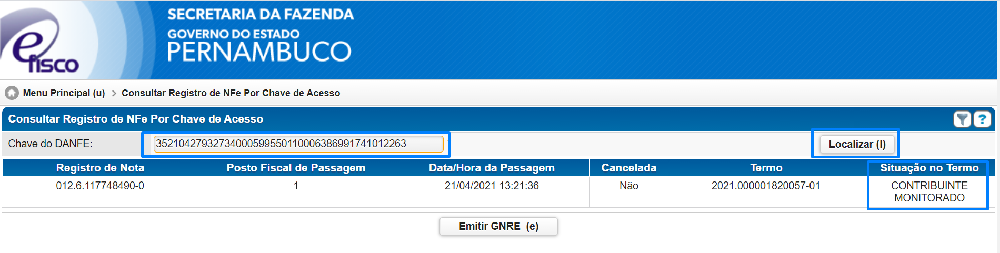 SECRETARIA DA FAZENDA
GOVERNO DO ESTADO
PERNAMBUCO
e
fisco
Menu Principal (u) > Consultar Registro de NFe Por Chave de Acesso
Consultar Registro de NFe Por Chave de Acesso ?
Chave do DANFE: 35210427932734000599550110006386991741012263 Localizar (l)
Registro de Nota Posto Fiscal de Passagem Data/Hora da Passagem Cancelada Termo Situação no Termo
012.6.117748490-0 1 21/04/2021 13:21:36 Não 2021.000001820057-01 CONTRIBUINTE
MONITORADO
Emitir GNRE (e)